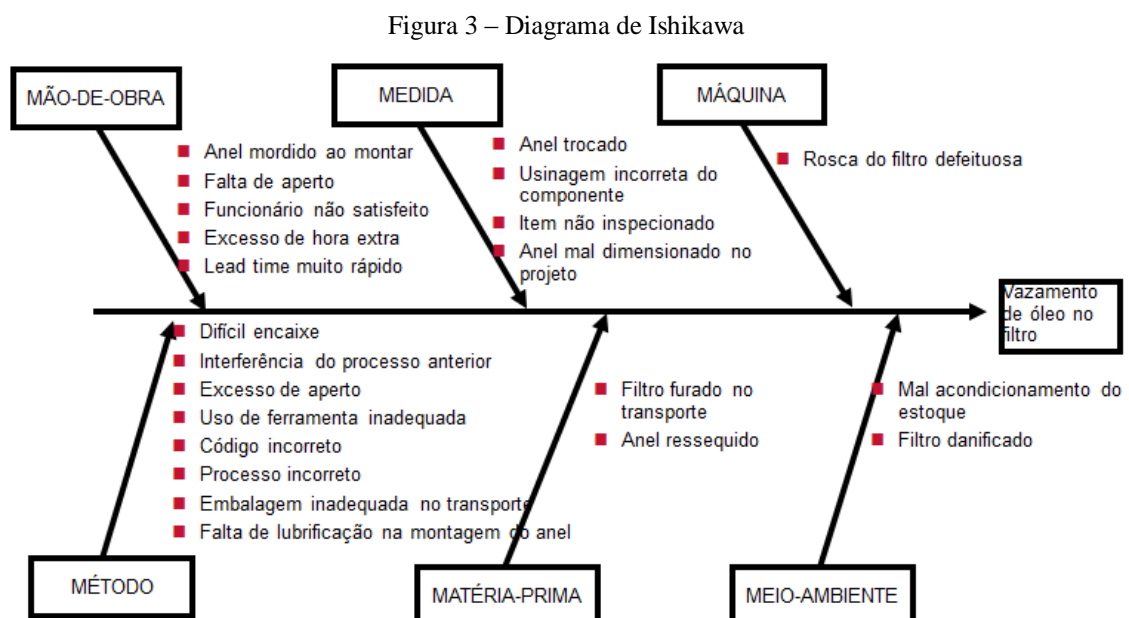 Figura 3 – Diagrama de Ishikawa
MÃO-DE-OBRA
MEDIDA
MÁQUINA
Anel mordido ao montar
Falta de aperto
Funcionário não satisfeito
Excesso de hora extra
Lead time muito rápido
Anel trocado
Usinagem incorreta do
componente
Item não inspecionado
Anel mal dimensionado no
projeto
Rosca do filtro defeituosa
Vazamento
de óleo no
filtro
Difícil encaixe
Interferência do processo anterior
Excesso de aperto
Uso de ferramenta inadequada
Código incorreto
Processo incorreto
Embalagem inadequada no transporte
Falta de lubrificação na montagem do anel
Filtro furado no
transporte
Anel ressequido
Mal acondicionamento do
estoque
Filtro danificado
MÉTODO
MATÉRIA-PRIMA
MEIO-AMBIENTE